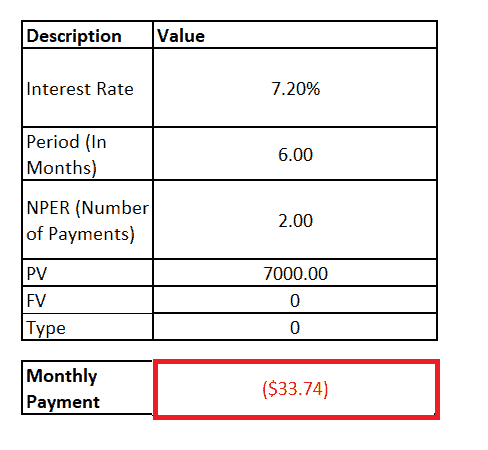 Description Value
Interest Rate 7.20%
Period (In
Months) 6.00
NPER (Number
of Payments) 2.00
PV 7000.00
FV 0
Type 0
Monthly
Payment ($33.74)